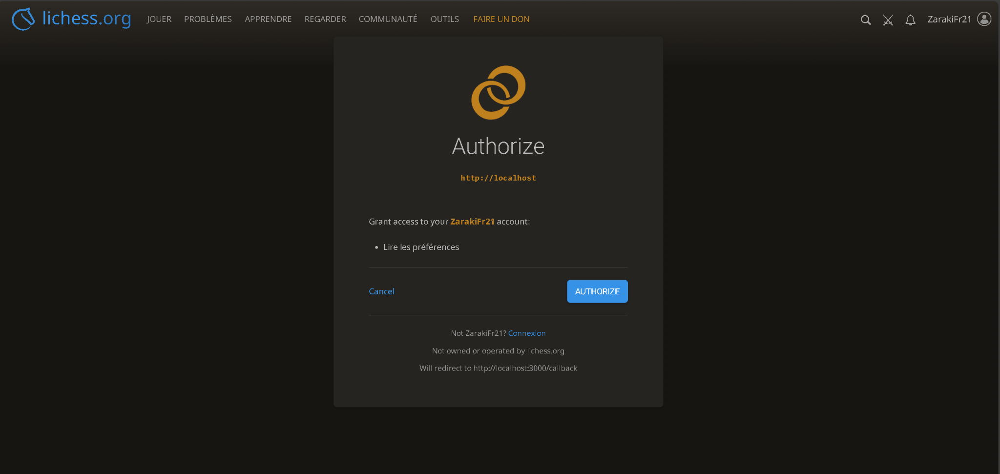 lichess.org JOUER PROBLÈMES APPRENDRE REGARDER COMMUNAUTÉ OUTILS FAIRE UN DON ZarakiFr21
Authorize
http://localhost
Grant access to your ZarakiFr21 account:
• Lire les préférences
Cancel AUTHORIZE
Not ZarakiFr21? Connexion
Not owned or operated by lichess.org
Will redirect to http://localhost:3000/callback